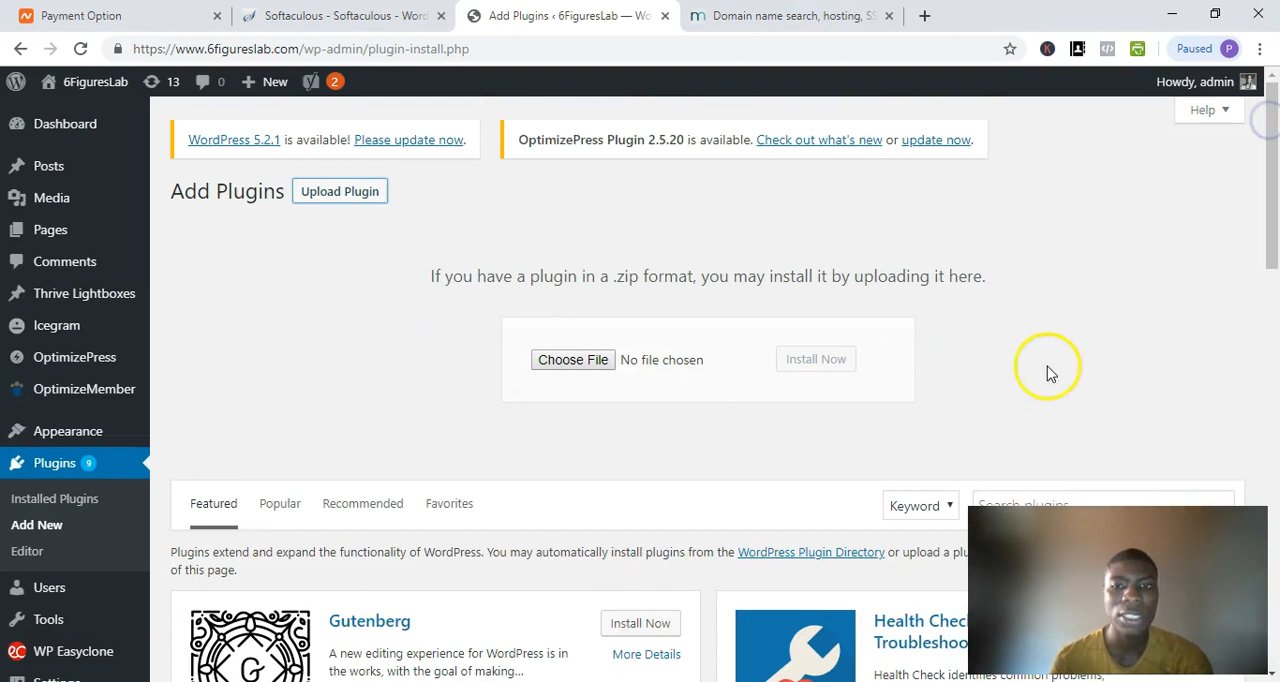 Payment Option
Softaculous - Softaculous - Word
Add Plugins ‹ 6FiguresLab — Wo
Domain name search, hosting, SS
https://www.6figureslab.com/wp-admin/plugin-install.php
Paused P
6FiguresLab 13 0 New 2
Howdy, admin
Help
Dashboard
Posts
Media
Pages
Comments
Thrive Lightboxes
Icegram
OptimizePress
OptimizeMember
Appearance
Plugins 9
Installed Plugins
Add New
Editor
Users
Tools
WP Easyclone
WordPress 5.2.1 is available! Please update now.
OptimizePress Plugin 2.5.20 is available. Check out what's new or update now.
Add Plugins Upload Plugin
If you have a plugin in a .zip format, you may install it by uploading it here.
Choose File No file chosen Install Now
Featured Popular Recommended Favorites
Keyword
Search plugins
Plugins extend and expand the functionality of WordPress. You may automatically install plugins from the WordPress Plugin Directory or upload a
of this page.
G
Gutenberg
Install Now
A new editing experience for WordPress is in
the works, with the goal of making...
More Details
Health
Troubleshoo
Health Check identifies common problems,